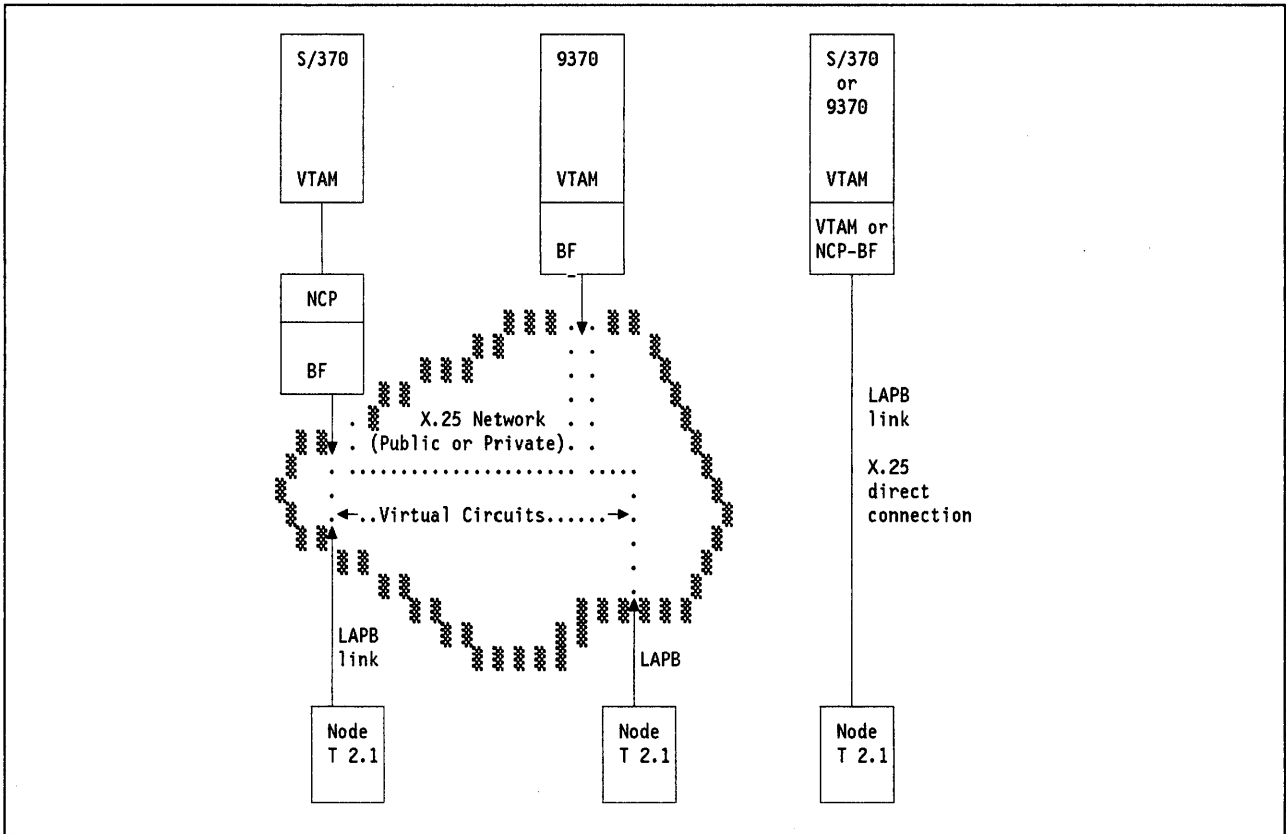 S/370
VTAM
NCP
BF
9370
VTAM
BF
S/370
or
9370
VTAM
VTAM or
NCP-BF
X.25 Network
(Public or Private)
Virtual Circuits
LAPB
link
X.25
direct
connection
LAPB
link
LAPB
Node
T 2.1
Node
T 2.1
Node
T 2.1